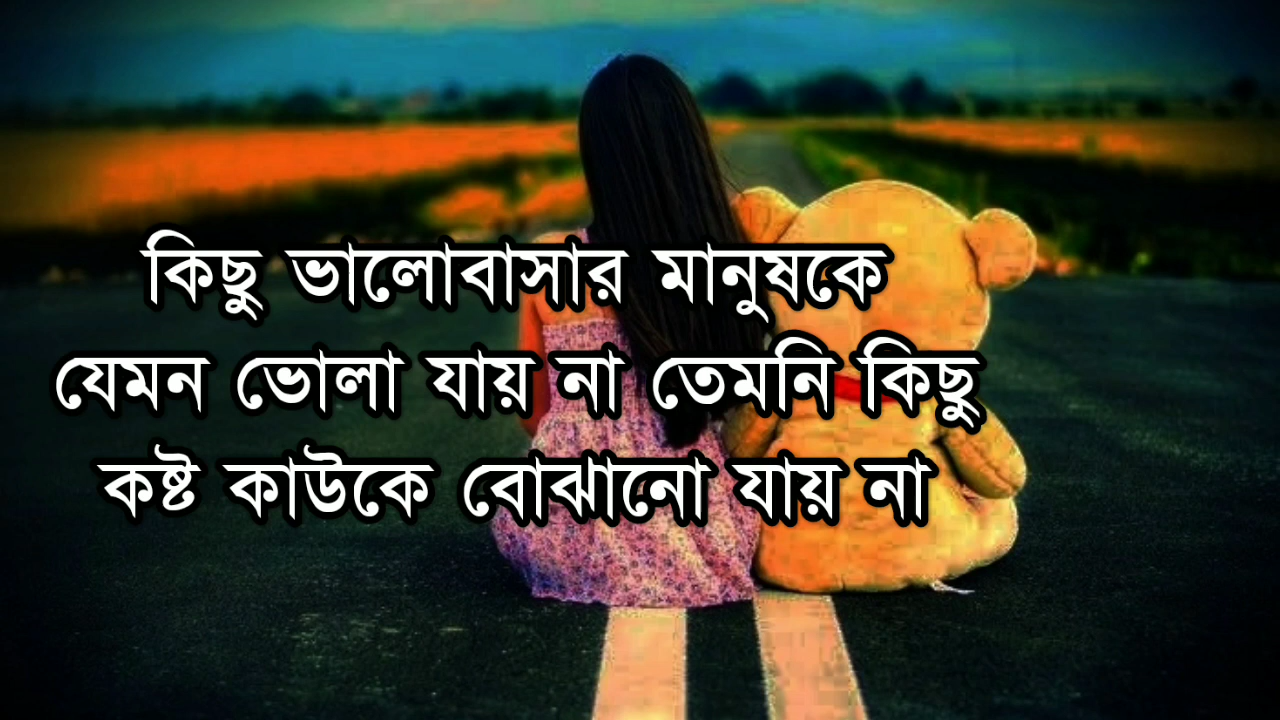 কিছু ভালোবাসার মানুষকে
যেমন ভোলা যায় না তেমনি কিছু
কষ্ট কাউকে বোঝানো যায় না